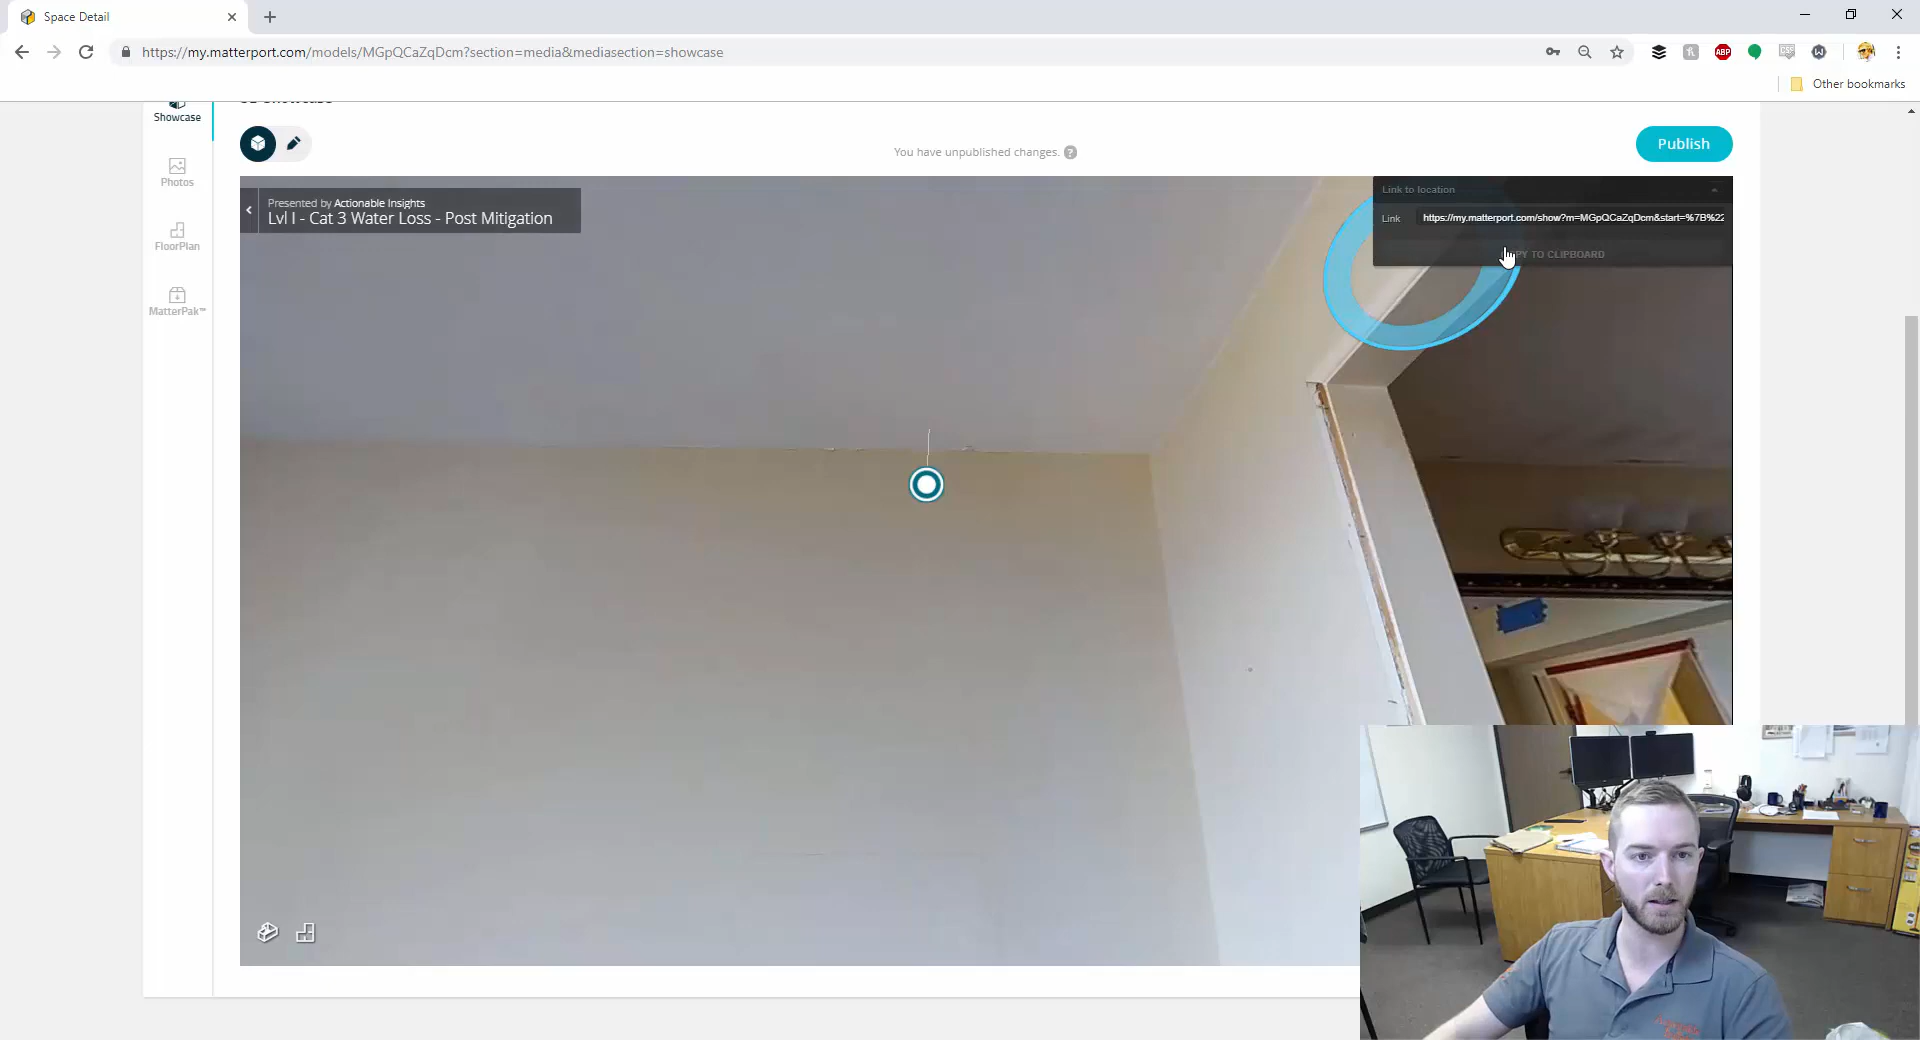 Space Detail
https://my.matterport.com/models/MGpQCaZqDcm?section=media&mediasection=showcase
ABP
Other bookmarks
Showcase
Photos
FloorPlan
MatterPak™
You have unpublished changes. ?
Publish
Presented by Actionable Insights
Lvl I - Cat 3 Water Loss - Post Mitigation
Link to location
Link https://my.matterport.com/show?m=MGpQCaZqDcm&start=%7B%22
TO CLIPBOARD